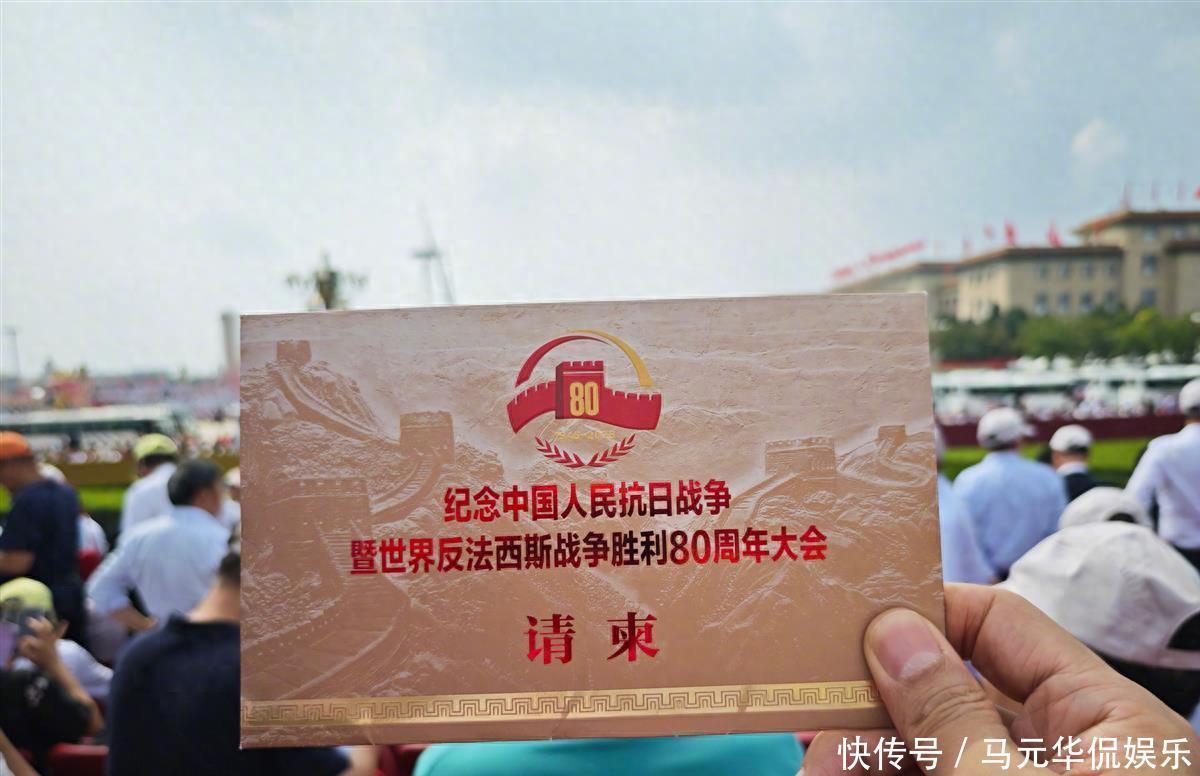 80
1945-2025
纪念中国人民抗日战争
暨世界反法西斯战争胜利80周年大会
请柬
快传号 / 马元华侃娱乐